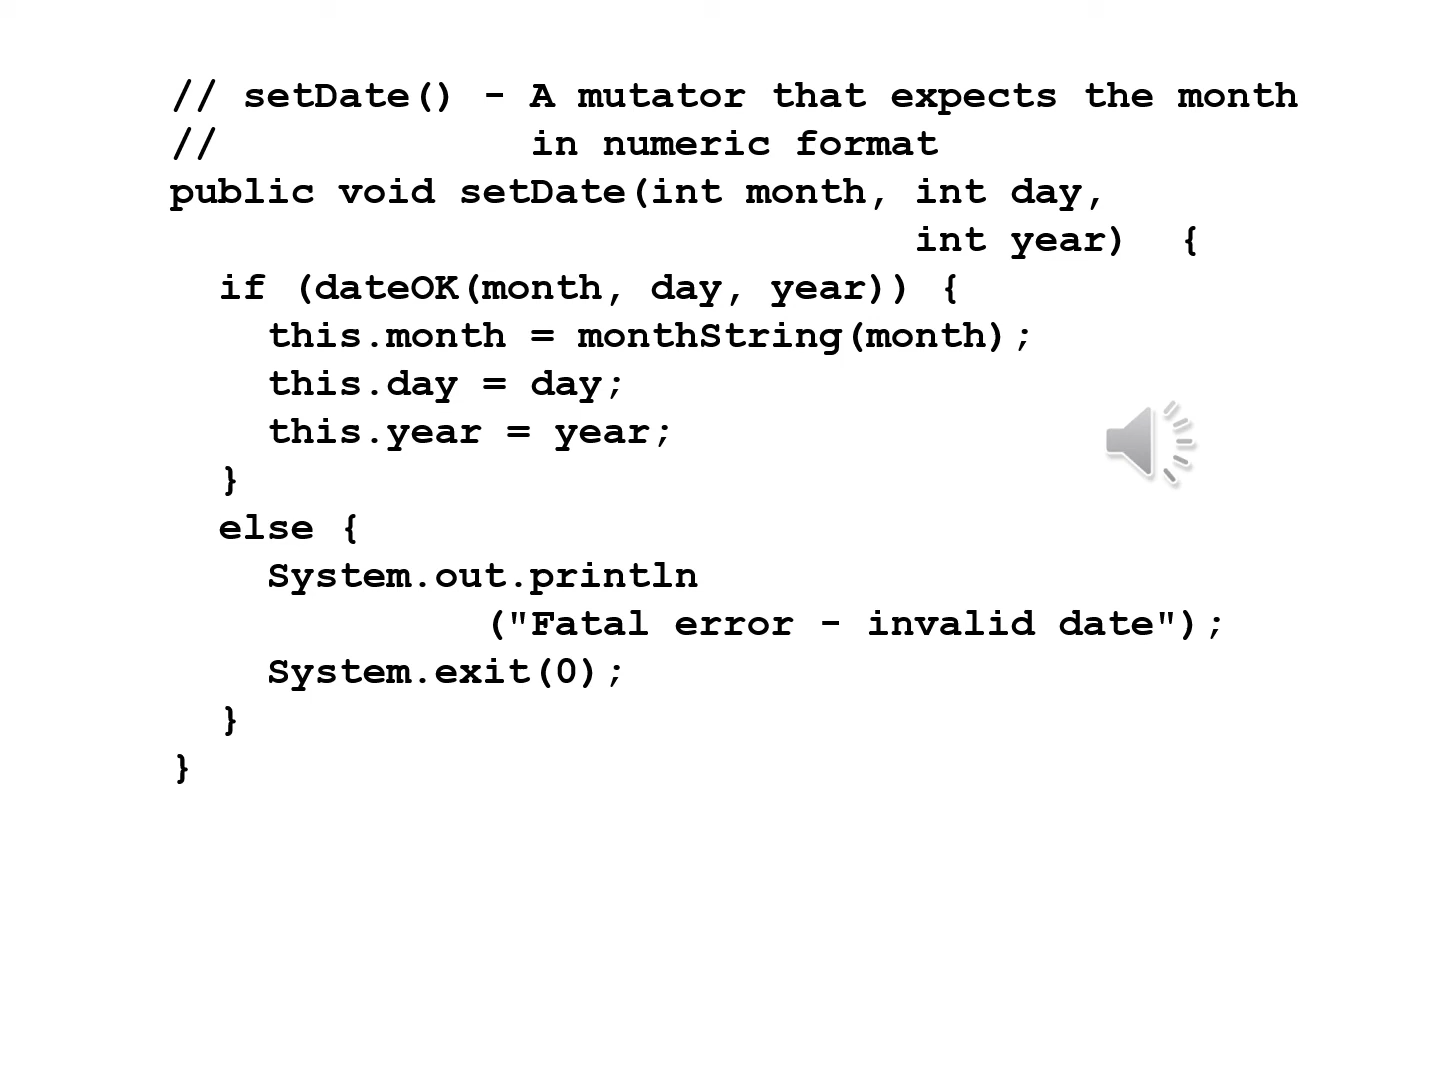 // setDate() - A mutator that expects the month
//             in numeric format
public void setDate(int month, int day,
                               int year)  {
  if (dateOK(month, day, year)) {
    this.month = monthString(month);
    this.day = day;
    this.year = year;
  }
  else {
    System.out.println
             ("Fatal error - invalid date");
    System.exit(0);
  }
}